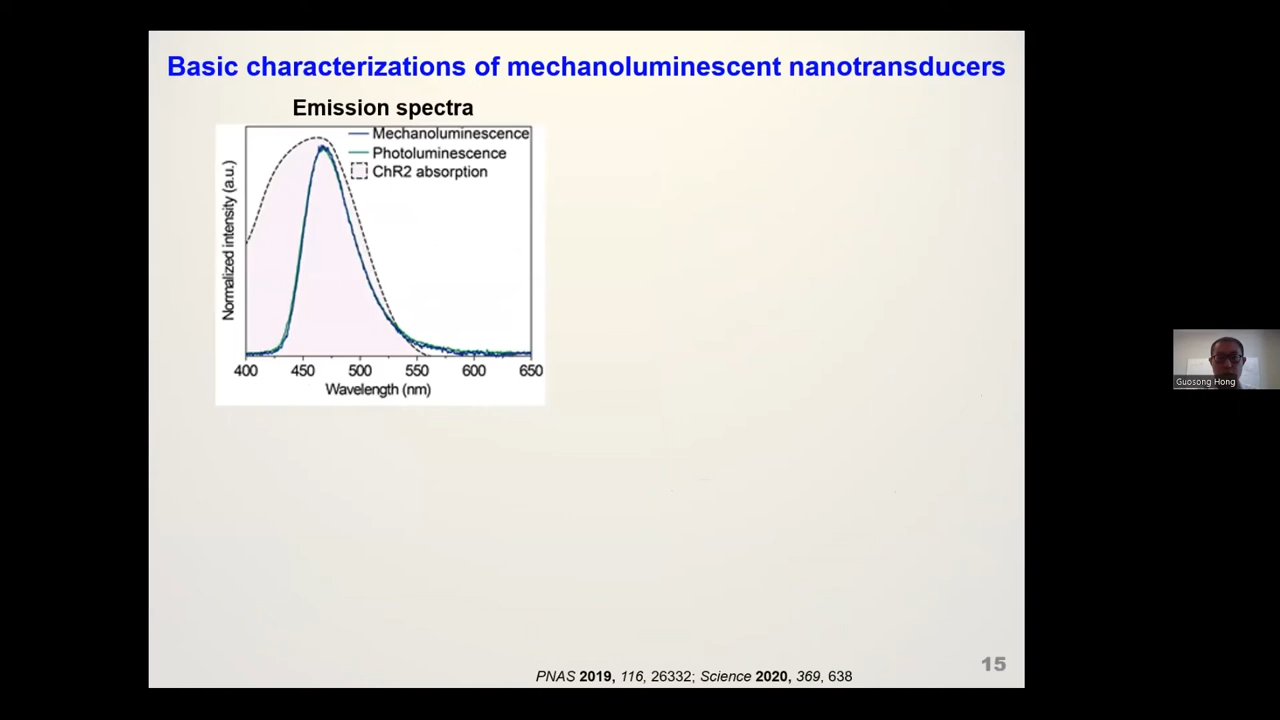 Basic characterizations of mechanoluminescent nanotransducers
Emission spectra
Mechanoluminescence
Photoluminescence
ChR2 absorption
Normalized intensity (a.u.)
400 450 500 550 600 650
Wavelength (nm)
Guosong Hong
15
PNAS 2019, 116, 26332; Science 2020, 369, 638